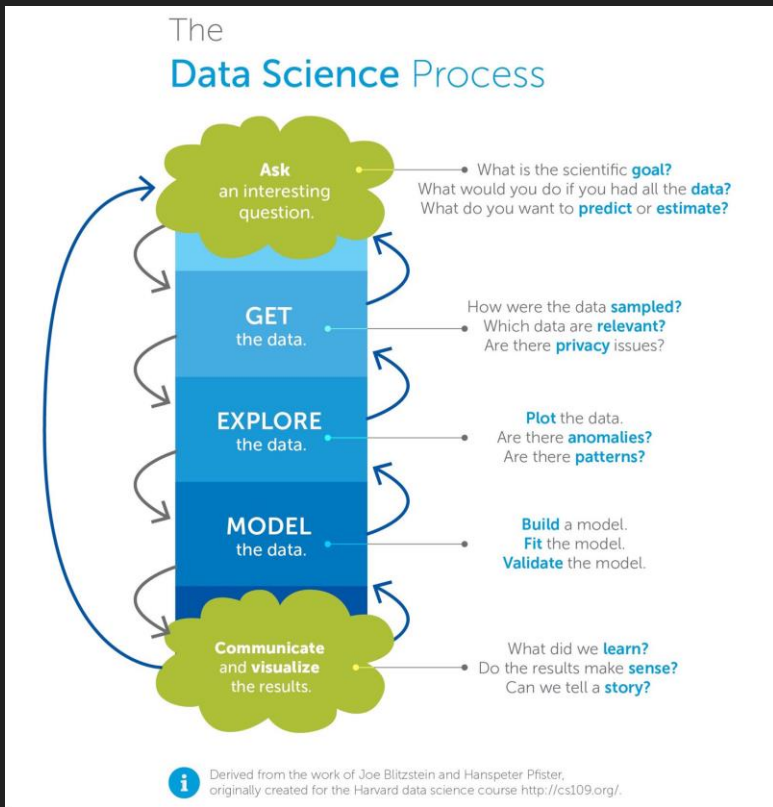 The
Data Science Process
Ask
an interesting
question.
What is the scientific goal?
What would you do if you had all the data?
What do you want to predict or estimate?
GET
the data.
How were the data sampled?
Which data are relevant?
Are there privacy issues?
EXPLORE
the data.
Plot the data.
Are there anomalies?
Are there patterns?
MODEL
the data.
Build a model.
Fit the model.
Validate the model.
Communicate
and visualize
the results.
What did we learn?
Do the results make sense?
Can we tell a story?
i
Derived from the work of Joe Blitzstein and Hanspeter Pfister,
originally created for the Harvard data science course http://cs109.org/.